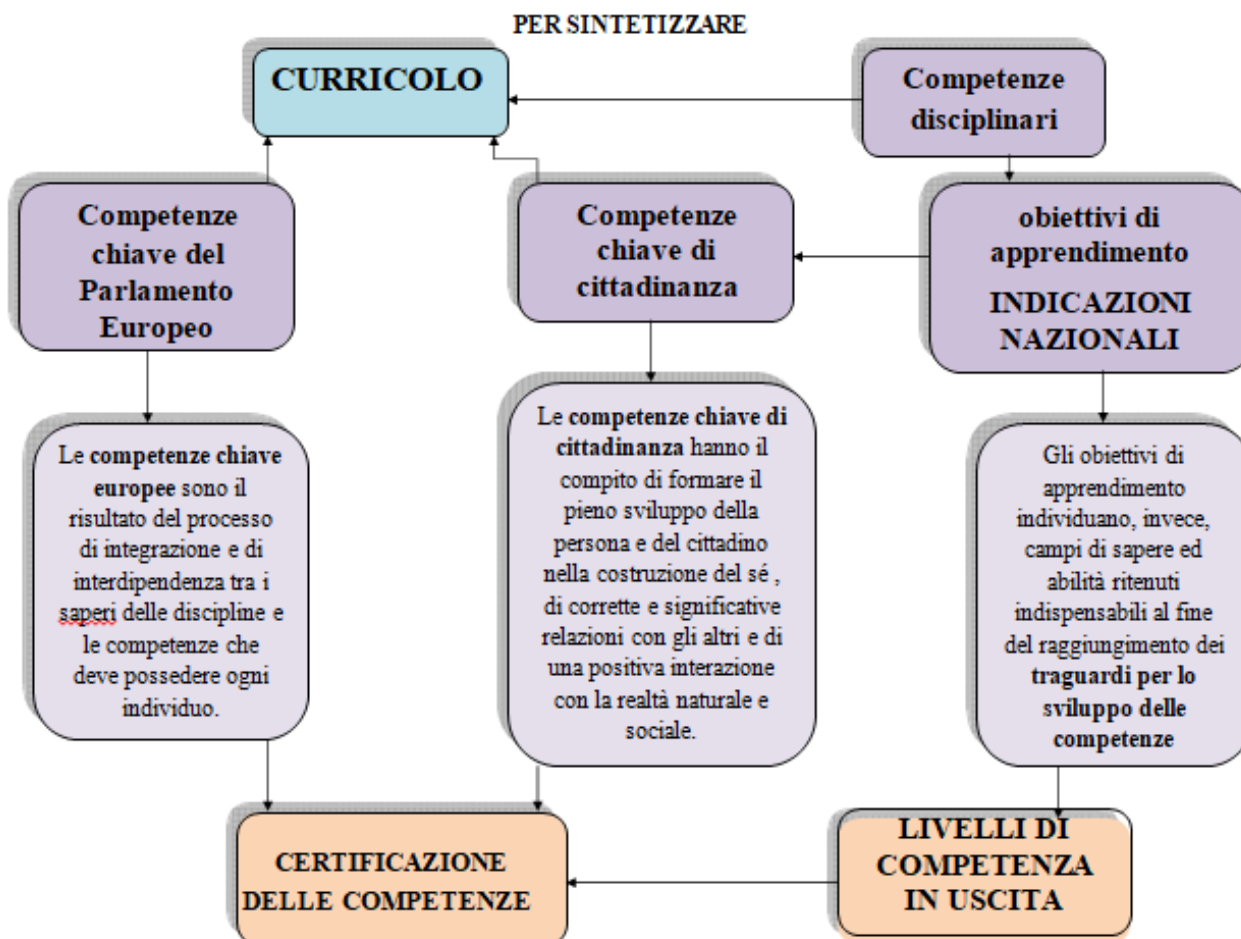 PER SINTETIZZARE
CURRICOLO
Competenze
disciplinari
Competenze
chiave del
Parlamento
Europeo
Competenze
chiave di
cittadinanza
obiettivi di
apprendimento
INDICAZIONI
NAZIONALI
Le competenze chiave
europee sono il
risultato del processo
di integrazione e di
interdipendenza tra i
saperi delle discipline e
le competenze che
deve possedere ogni
individuo.
Le competenze chiave di
cittadinanza hanno il
compito di formare il
pieno sviluppo della
persona e del cittadino
nella costruzione del sé ,
di corrette e significative
relazioni con gli altri e di
una positiva interazione
con la realtà naturale e
sociale.
Gli obiettivi di
apprendimento
individuano, invece,
campi di sapere ed
abilità ritenuti
indispensabili al fine
del raggiungimento dei
traguardi per lo
sviluppo delle
competenze
CERTIFICAZIONE
DELLE COMPETENZE
LIVELLI DI
COMPETENZA
IN USCITA